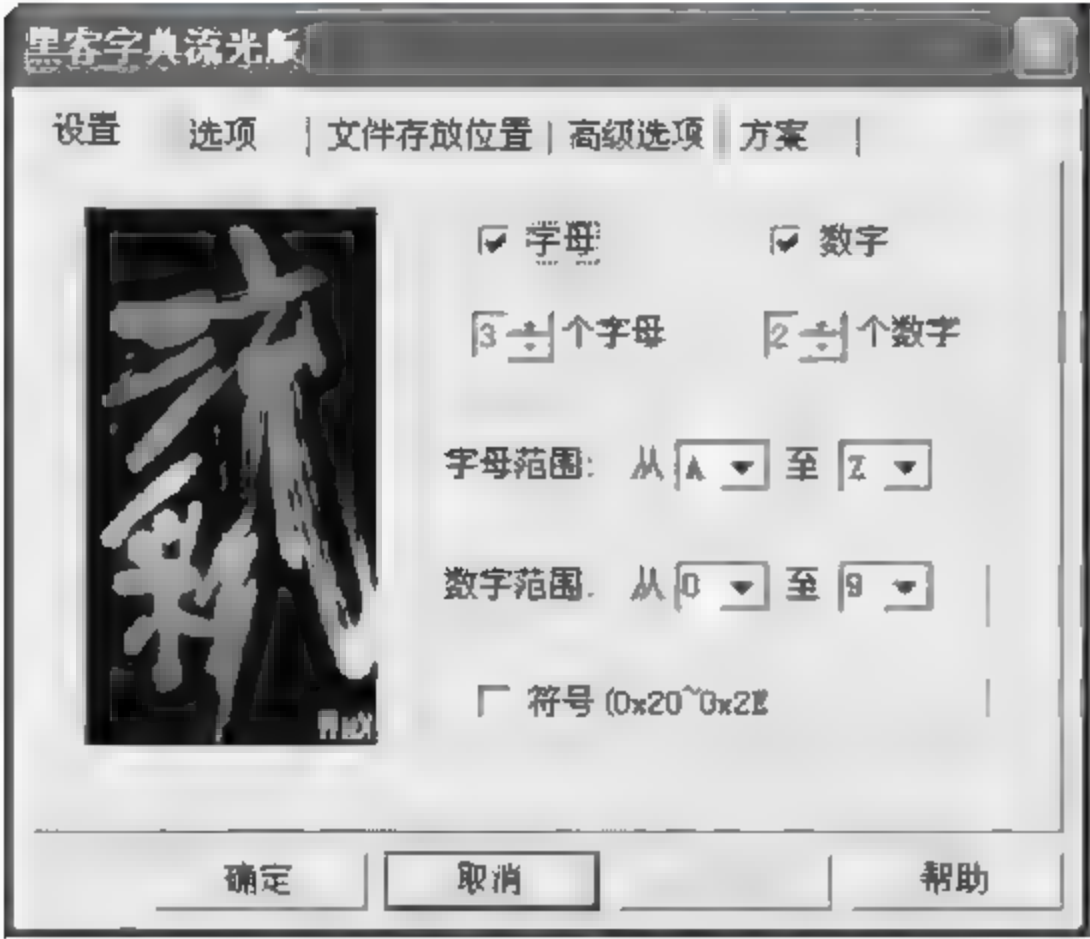 黑客字典流光版
设置 选项 文件存放位置 高级选项 方案
字母 数字
3 个字母 2 个数字
字母范围: 从 A 至 Z
数字范围: 从 0 至 9
符号 (0x20~0x2E
确定 取消 帮助